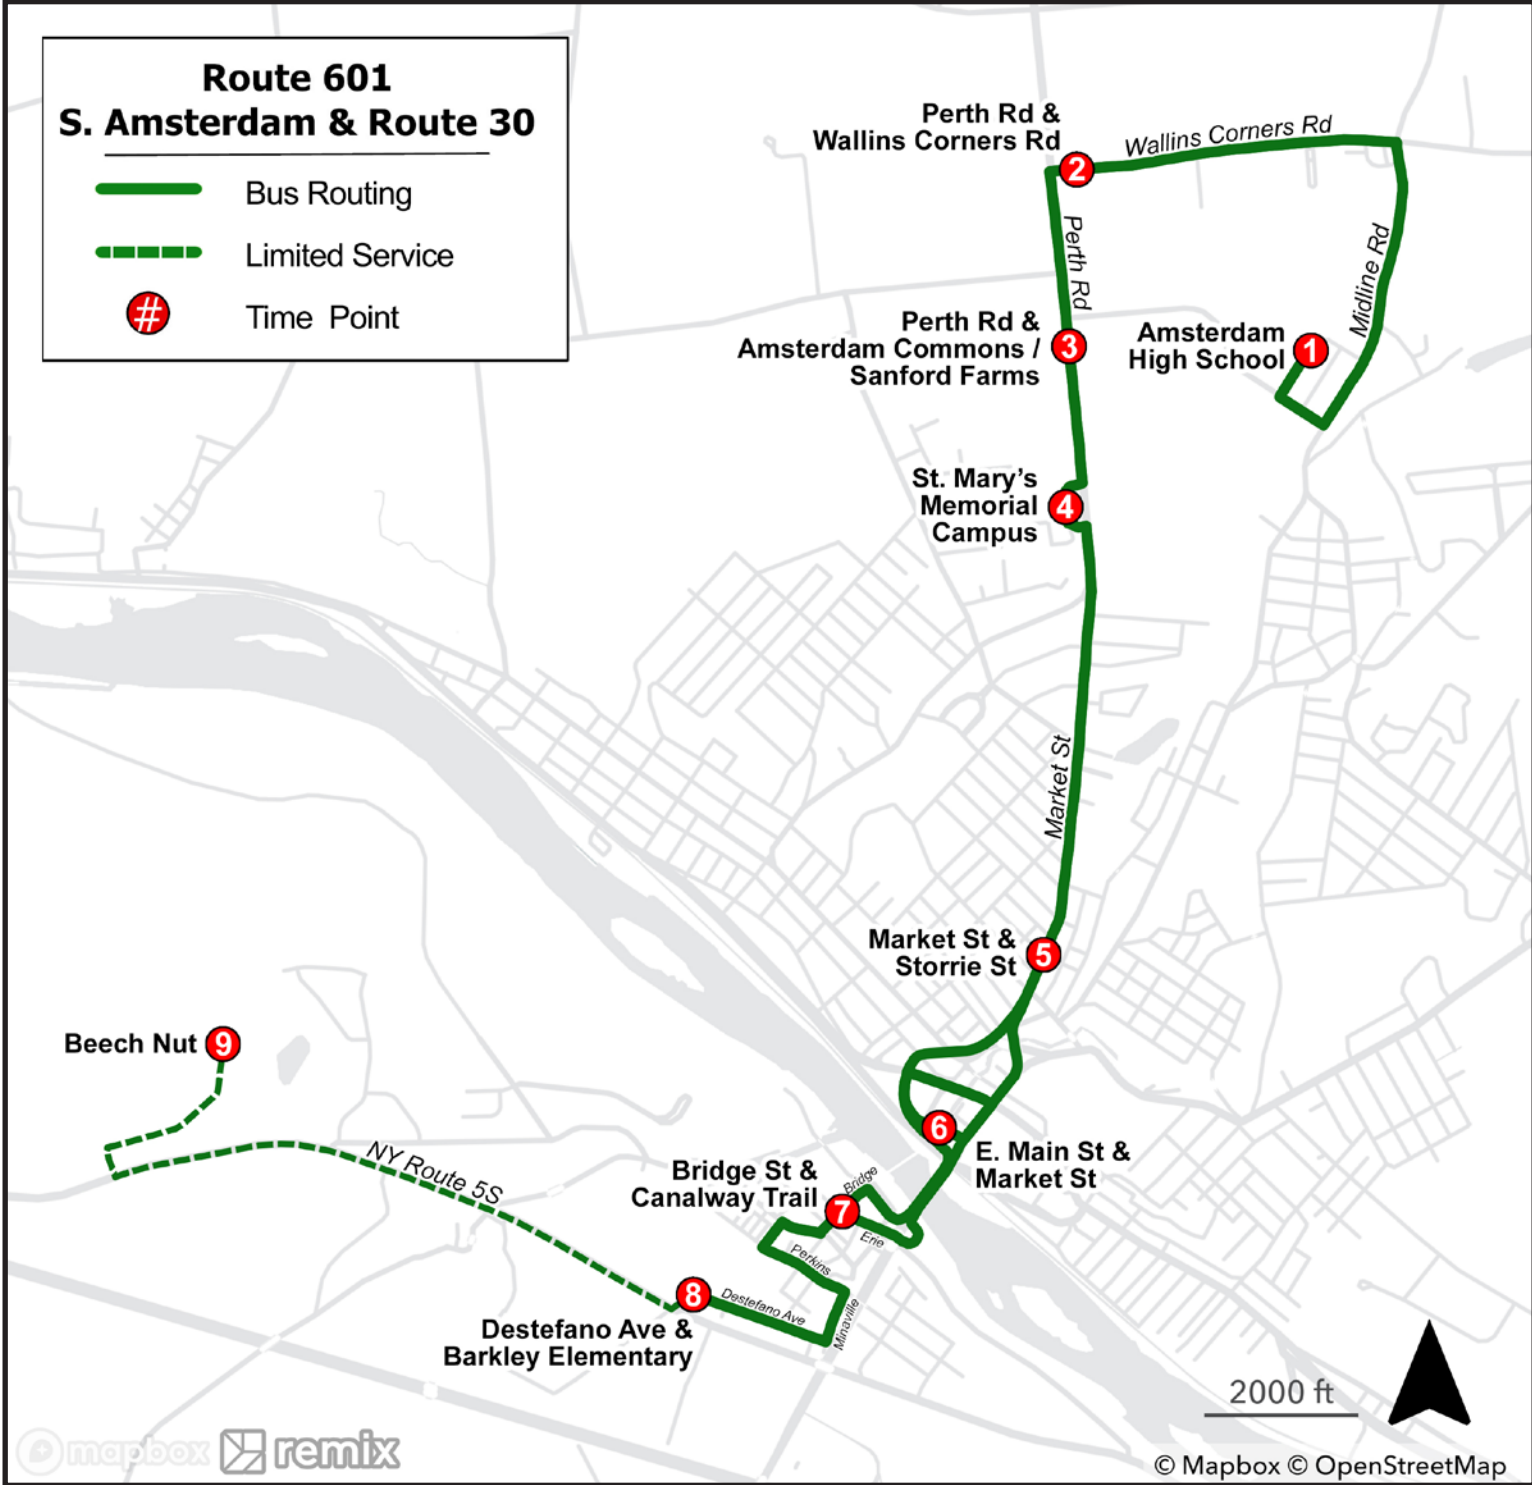 Route 601
S. Amsterdam & Route 30
Bus Routing
Limited Service
#
Time Point
Perth Rd &
Wallins Corners Rd
2
Wallins Corners Rd
Perth Rd
Midline Rd
Perth Rd &
Amsterdam Commons /
Sanford Farms
3
Amsterdam
High School
1
St. Mary's
Memorial
Campus
4
Market St
Market St &
Storrie St
5
Beech Nut
9
6
E. Main St &
Market St
NY Route 5S
Bridge St &
Canalway Trail
7
Bridge
Erie
Perkins
8
Destefano Ave
Minaville
Destefano Ave &
Barkley Elementary
2000 ft
mapbox
remix
© Mapbox © OpenStreetMap